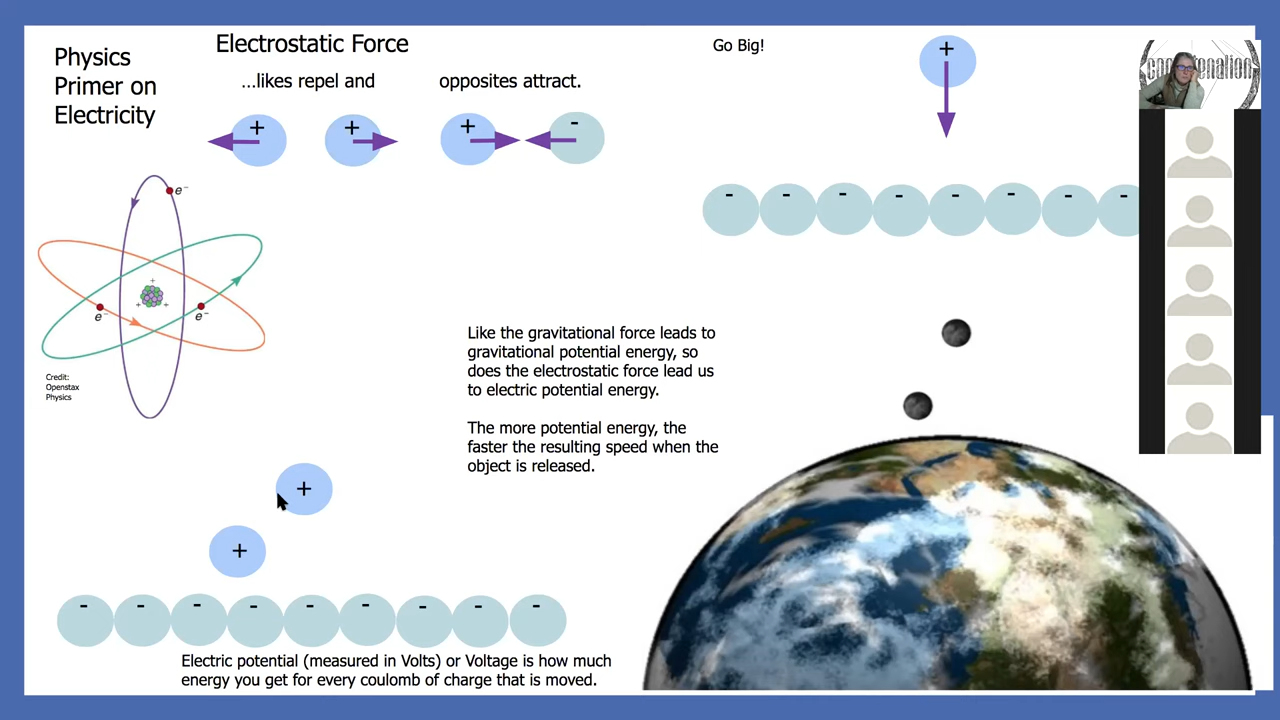 Physics
Primer on
Electricity
Electrostatic Force
...likes repel and
opposites attract.
+
+
+
-
Go Big!
+
- - - - - - - -
e⁻
+
+ +
e⁻
e⁻
Credit:
Openstax
Physics
Like the gravitational force leads to
gravitational potential energy, so
does the electrostatic force lead us
to electric potential energy.
The more potential energy, the
faster the resulting speed when the
object is released.
+
+
- - - - - - - - -
Electric potential (measured in Volts) or Voltage is how much
energy you get for every coulomb of charge that is moved.